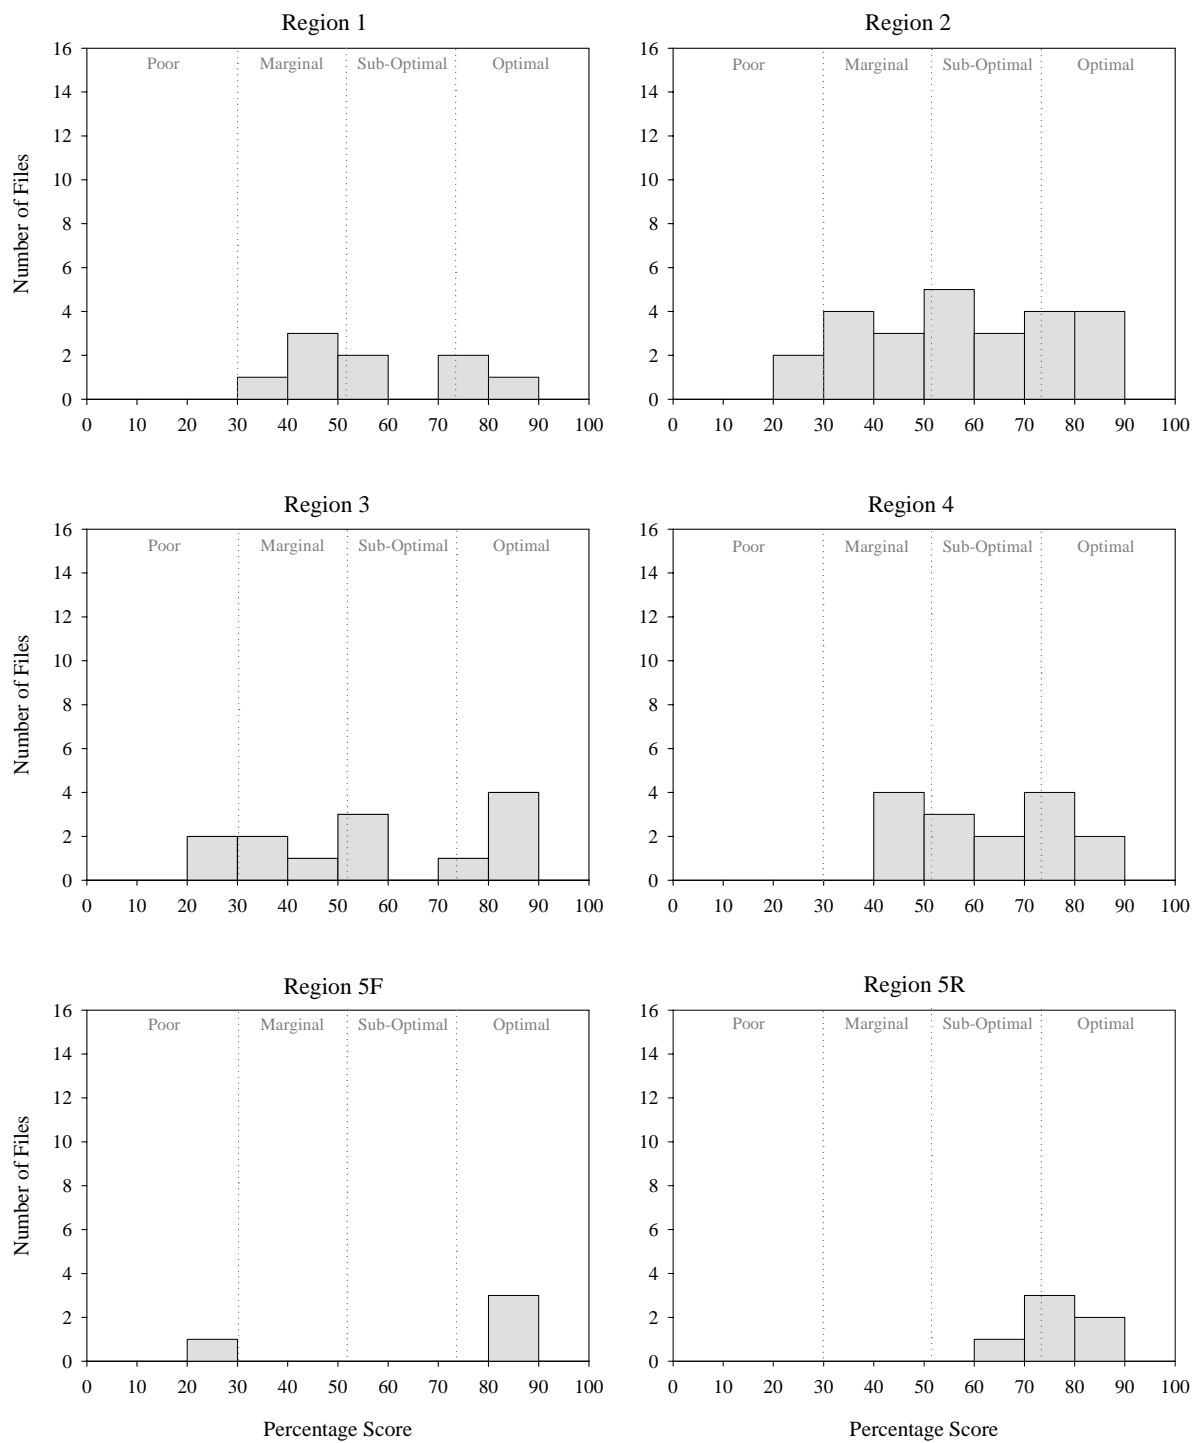 Region 1
Poor Marginal Sub-Optimal Optimal
Number of Files
16
14
12
10
8
6
4
2
0
0 10 20 30 40 50 60 70 80 90 100
Region 2
Poor Marginal Sub-Optimal Optimal
16
14
12
10
8
6
4
2
0
0 10 20 30 40 50 60 70 80 90 100
Region 3
Poor Marginal Sub-Optimal Optimal
Number of Files
16
14
12
10
8
6
4
2
0
0 10 20 30 40 50 60 70 80 90 100
Region 4
Poor Marginal Sub-Optimal Optimal
16
14
12
10
8
6
4
2
0
0 10 20 30 40 50 60 70 80 90 100
Region 5F
Poor Marginal Sub-Optimal Optimal
Number of Files
16
14
12
10
8
6
4
2
0
0 10 20 30 40 50 60 70 80 90 100
Percentage Score
Region 5R
Poor Marginal Sub-Optimal Optimal
16
14
12
10
8
6
4
2
0
0 10 20 30 40 50 60 70 80 90 100
Percentage Score